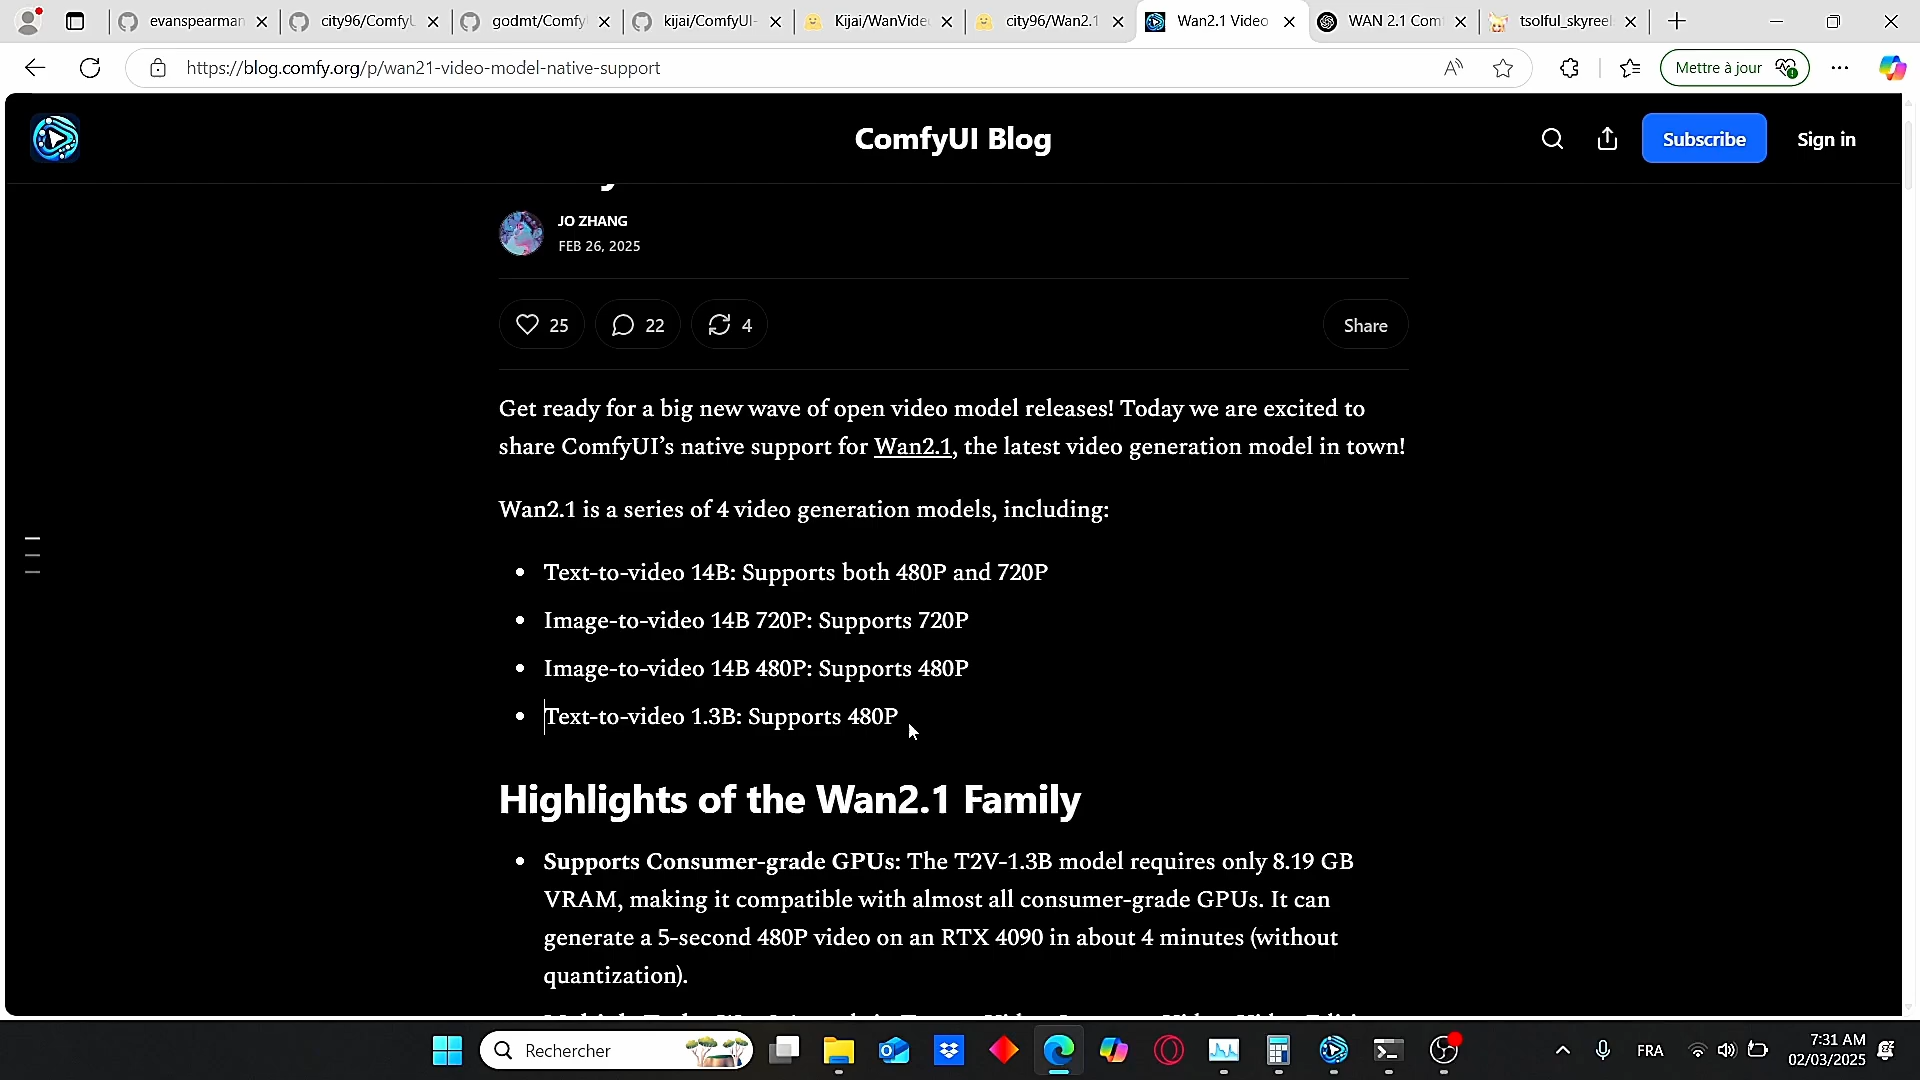 evanspearman
city96/ComfyU
godmt/Comfy
kijai/ComfyUI-
Kijai/WanVide
city96/Wan2.1
Wan2.1 Video
WAN 2.1 Com
tsolful_skyreel
https://blog.comfy.org/p/wan21-video-model-native-support
Mettre à jour
ComfyUI Blog
Subscribe
Sign in
JO ZHANG
FEB 26, 2025
25
22
4
Share
Get ready for a big new wave of open video model releases! Today we are excited to
share ComfyUI’s native support for Wan2.1, the latest video generation model in town!
Wan2.1 is a series of 4 video generation models, including:
• Text-to-video 14B: Supports both 480P and 720P
• Image-to-video 14B 720P: Supports 720P
• Image-to-video 14B 480P: Supports 480P
• Text-to-video 1.3B: Supports 480P
Highlights of the Wan2.1 Family
• Supports Consumer-grade GPUs: The T2V-1.3B model requires only 8.19 GB
VRAM, making it compatible with almost all consumer-grade GPUs. It can
generate a 5-second 480P video on an RTX 4090 in about 4 minutes (without
quantization).
Rechercher
FRA
7:31 AM
02/03/2025